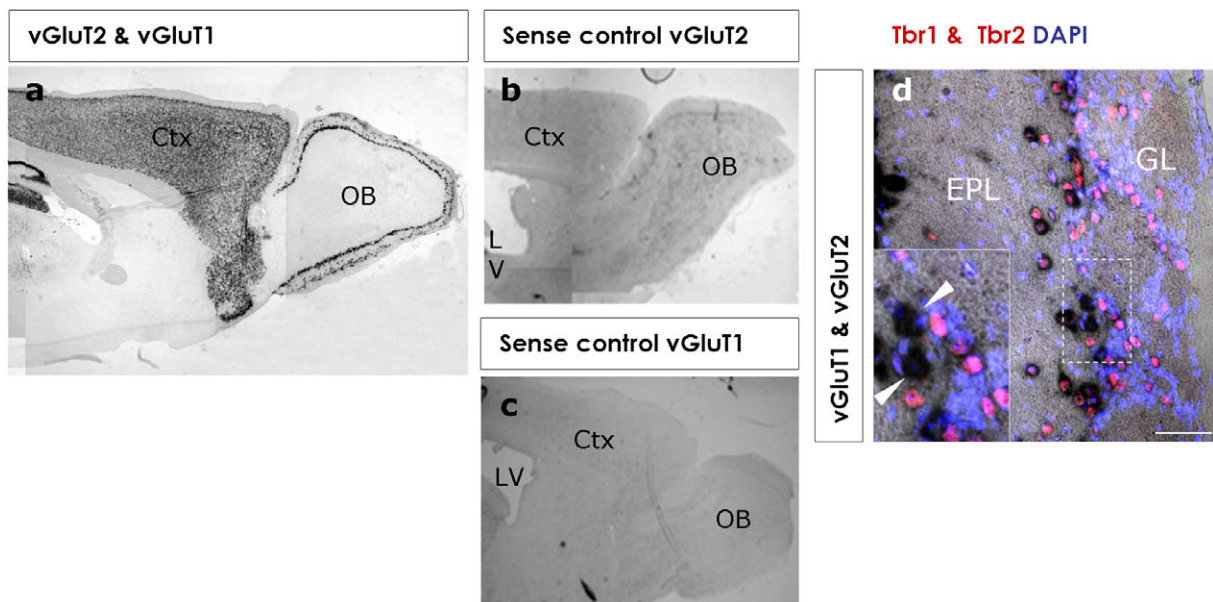 vGluT2 & vGluT1
a
Ctx
OB
Sense control vGluT2
b
Ctx
OB
L
V
Sense control vGluT1
c
Ctx
LV
OB
Tbr1 & Tbr2 DAPI
vGluT1 & vGluT2
d
GL
EPL